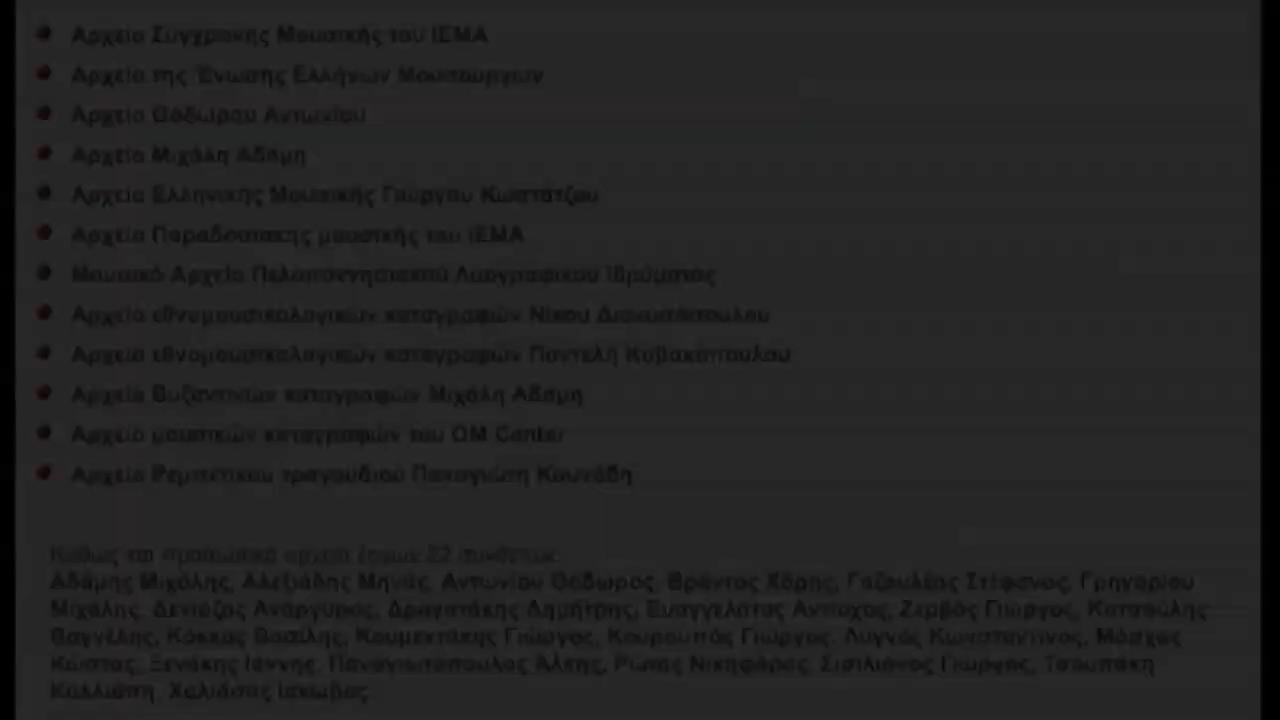 Αρχείο Σύγχρονης Μουσικής του ΙΕΜΑ
Αρχείο της Ένωσης Ελλήνων Μουσουργών
Αρχείο Θόδωρου Αντωνίου
Αρχείο Μιχάλη Αδάμη
Αρχείο Ελληνικής Μουσικής Γιώργου Κωστάτζου
Αρχείο Παραδοσιακής μουσικής του ΙΕΜΑ
Μουσικό Αρχείο Πελοποννησιακού Λαογραφικού Ιδρύματος
Αρχείο εθνομουσικολογικών καταγραφών Νίκου Διονυσόπουλου
Αρχείο εθνομουσικολογικών καταγραφών Παντελή Καβακόπουλου
Αρχείο Βυζαντινών καταγραφών Μιχάλη Αδάμη
Αρχείο μουσικών καταγραφών του OM Center
Αρχείο Ρεμπέτικου τραγουδιού Παναγιώτη Κουνάδη
Καθώς και προσωπικά αρχεία έργων 22 συνθετών:
Αδάμης Μιχάλης, Αλεξιάδης Μηνάς, Αντωνίου Θόδωρος, Βρόντος Χάρης, Γαζουλέας Στέφανος, Γρηγορίου
Μιχάλης, Δενιόζος Ανάργυρος, Δραγατάκης Δημήτρης, Ευαγγελάτος Αντίοχος, Ζερβός Γιώργος, Κατσούλης
Βαγγέλης, Κόκκας Βασίλης, Κουμεντάκης Γιώργος, Κουρουπός Γιώργος, Λυγνός Κωνσταντίνος, Μόσχος
Κώστας, Ξενάκης Ιάννης, Παναγιωτόπουλος Άλκης, Ρώτας Νικηφόρος, Σισιλιάνος Γιώργος, Τσουπάκη
Καλλιόπη, Χαλιάσας Ιάκωβος